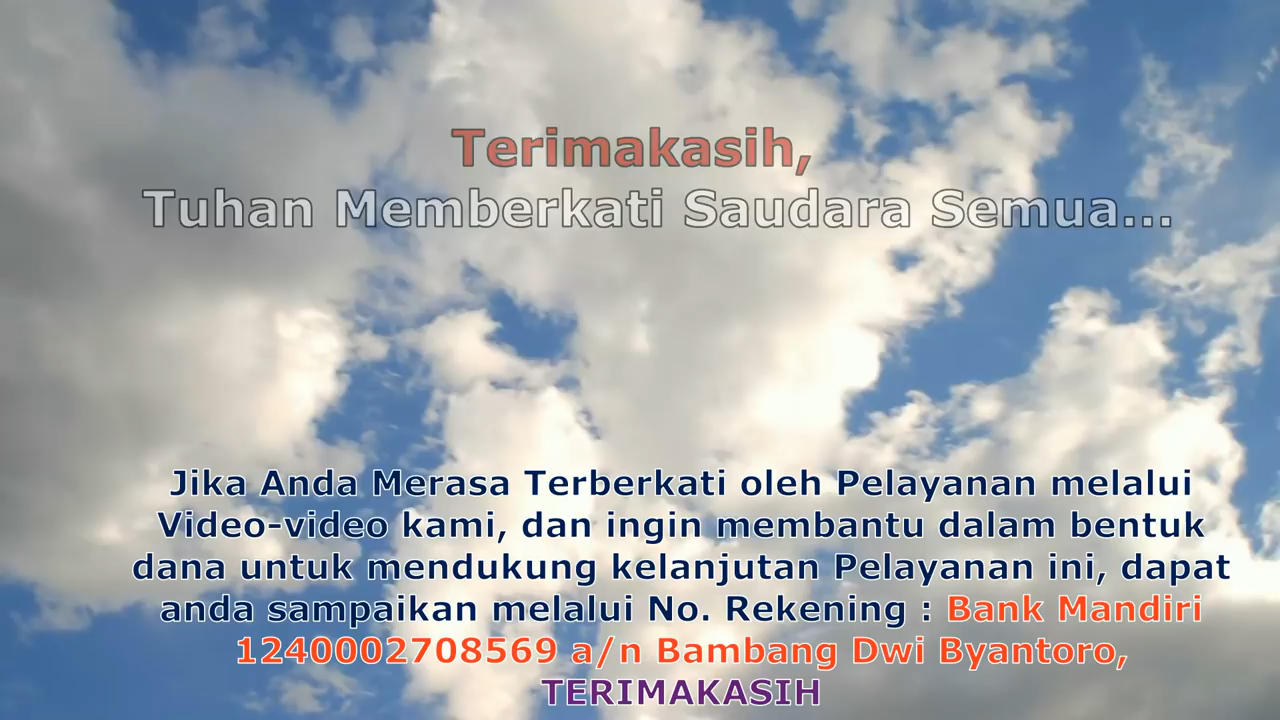 Terimakasih,
Tuhan Memberkati Saudara Semua...
Jika Anda Merasa Terberkati oleh Pelayanan melalui
Video-video kami, dan ingin membantu dalam bentuk
dana untuk mendukung kelanjutan Pelayanan ini, dapat
anda sampaikan melalui No. Rekening : Bank Mandiri
1240002708569 a/n Bambang Dwi Byantoro,
TERIMAKASIH